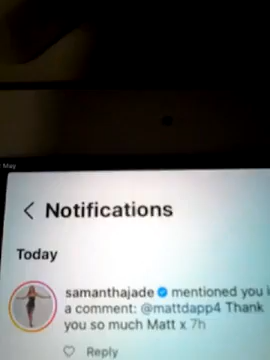 May
Notifications
Today
samanthajade mentioned you i
a comment: @mattdapp4 Thank
you so much Matt x 7h
Reply